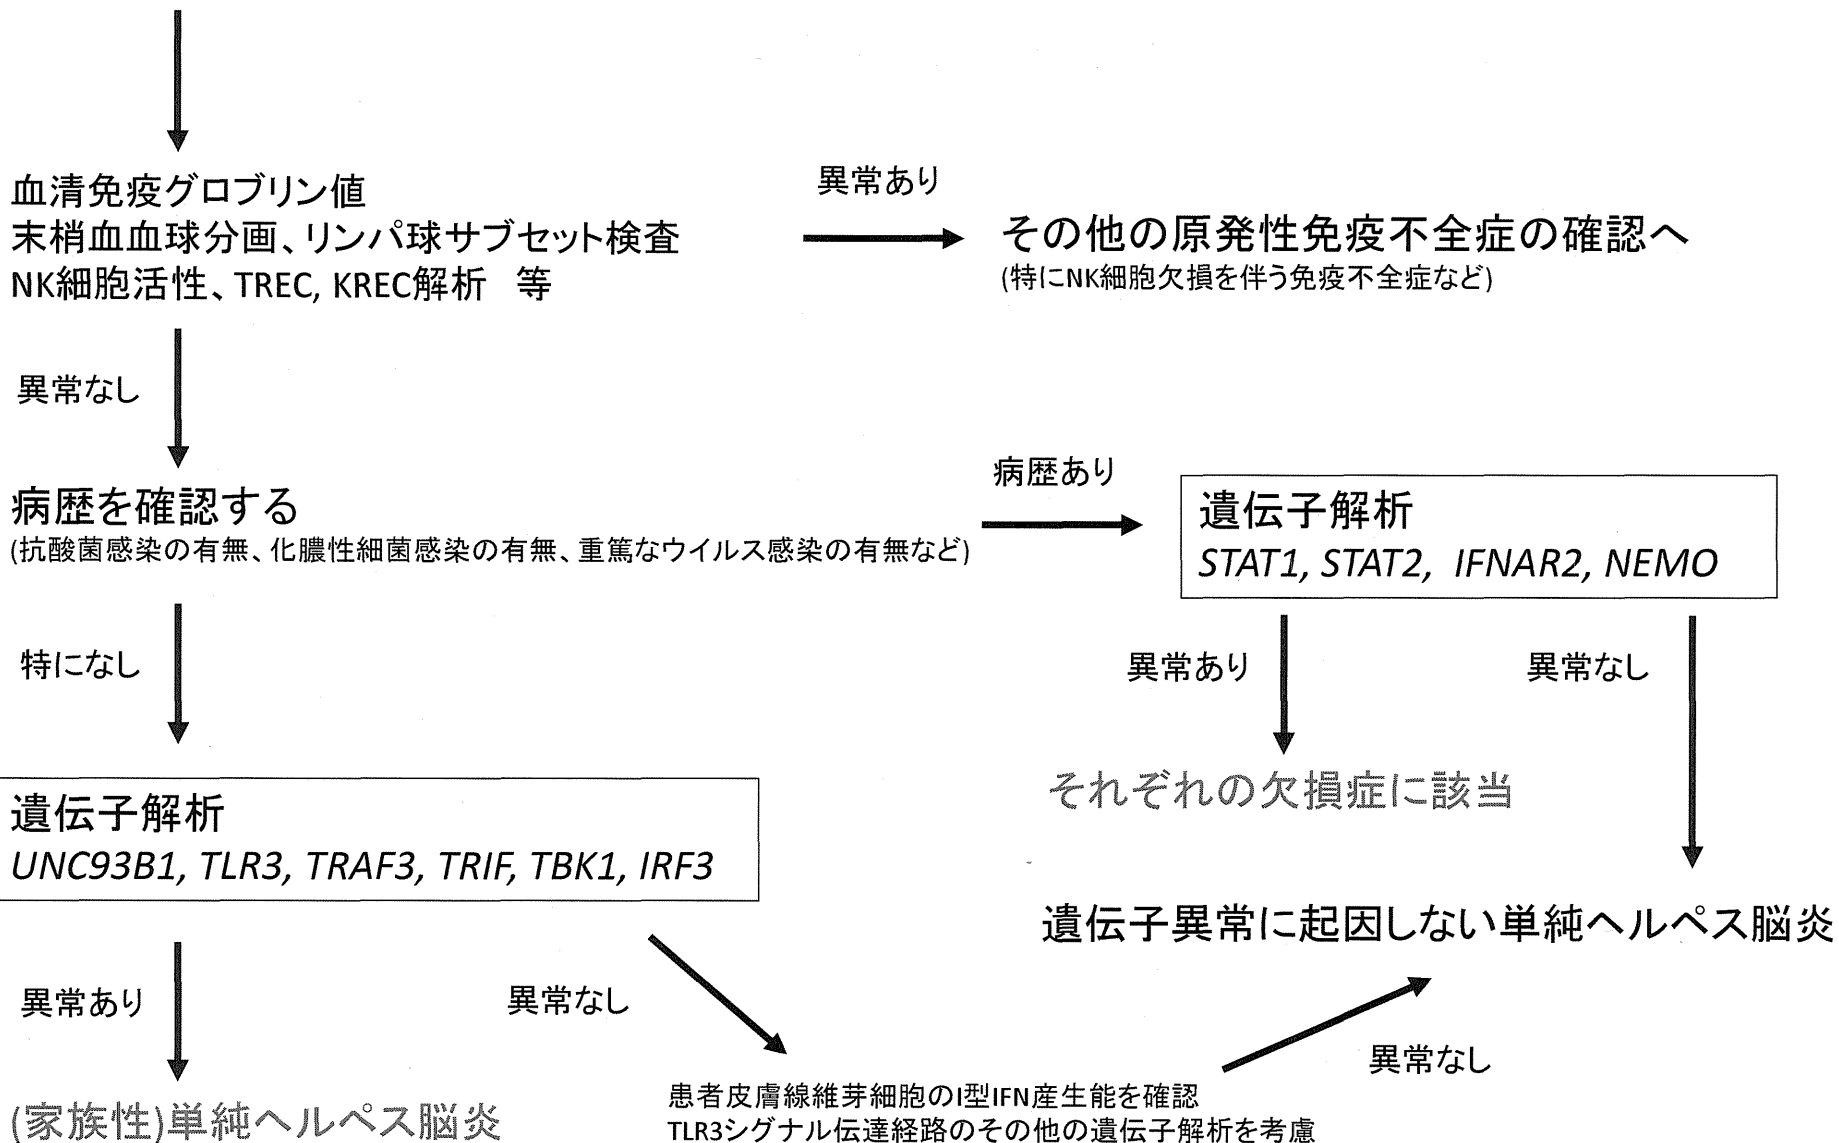 血清免疫グロブリン値
末梢血血球分画、リンパ球サブセット検査
NK細胞活性、TREC, KREC解析 等
異常あり
その他の原発性免疫不全症の確認へ
(特にNK細胞欠損を伴う免疫不全症など)
異常なし
病歴を確認する
(抗酸菌感染の有無、化膿性細菌感染の有無、重篤なウイルス感染の有無など)
病歴あり
遺伝子解析
STAT1, STAT2, IFNAR2, NEMO
特になし
異常あり
異常なし
それぞれの欠損症に該当
遺伝子解析
UNC93B1, TLR3, TRAF3, TRIF, TBK1, IRF3
遺伝子異常に起因しない単純ヘルペス脳炎
異常あり
異常なし
異常なし
(家族性)単純ヘルペス脳炎
患者皮膚線維芽細胞のI型IFN産生能を確認
TLR3シグナル伝達経路のその他の遺伝子解析を考慮